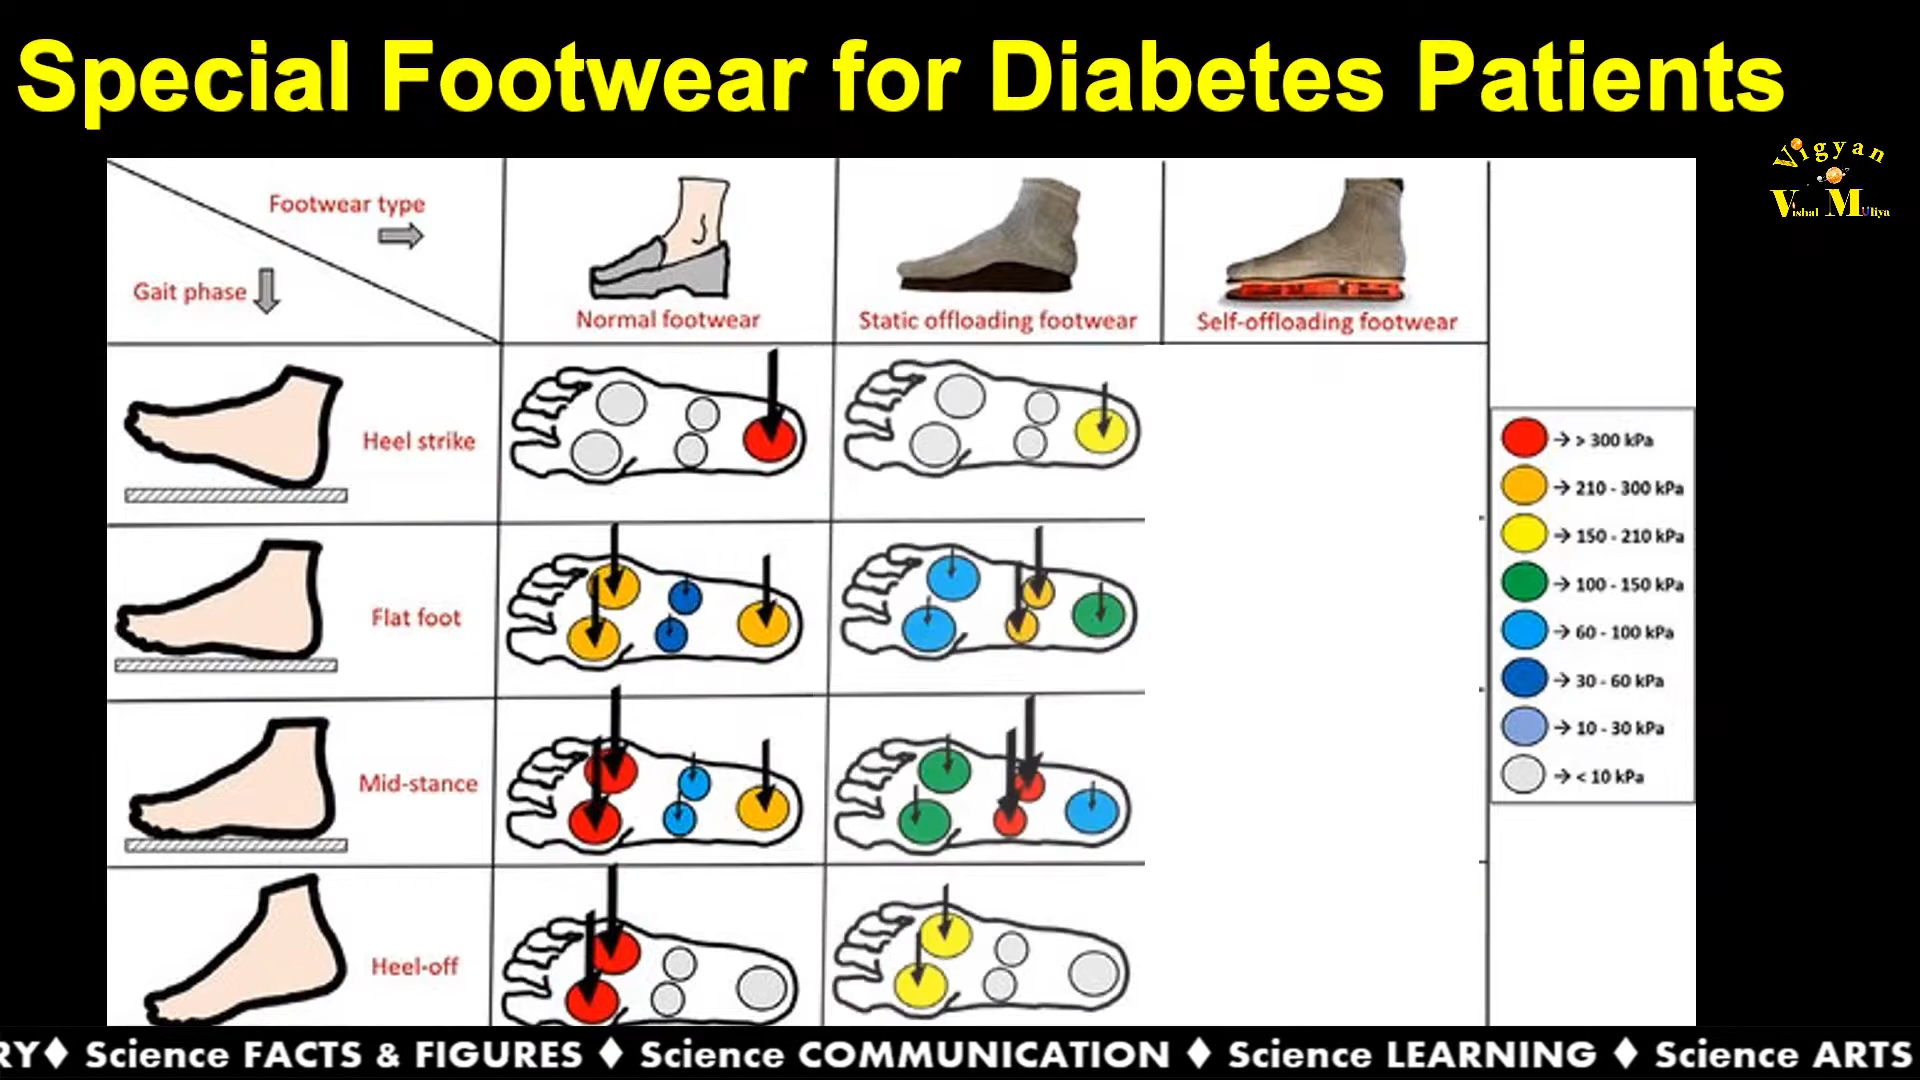 Special Footwear for Diabetes Patients
Vigyan
Vishal Muliya
Footwear type
Gait phase
Normal footwear
Static offloading footwear
Self-offloading footwear
Heel strike
Flat foot
Mid-stance
Heel-off
→ > 300 kPa
→ 210 - 300 kPa
→ 150 - 210 kPa
→ 100 - 150 kPa
→ 60 - 100 kPa
→ 30 - 60 kPa
→ 10 - 30 kPa
→ < 10 kPa
RY♦ Science FACTS & FIGURES ♦ Science COMMUNICATION ♦ Science LEARNING ♦ Science ARTS